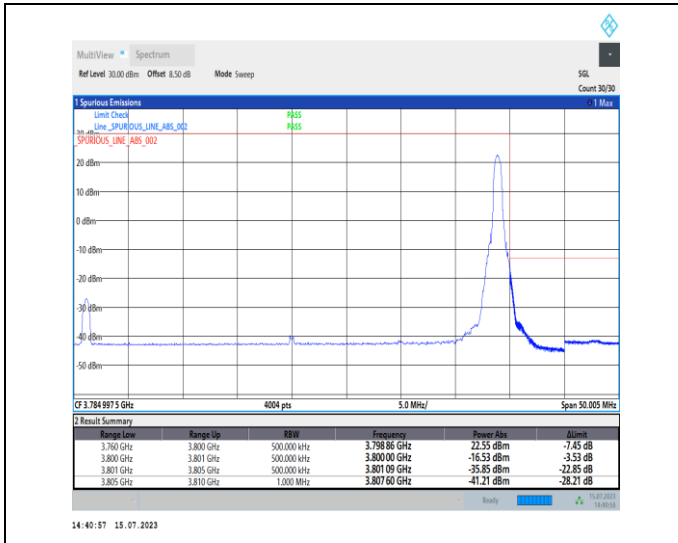 MultiView Spectrum
Ref Level 30.00 dBm Offset 8.50 dB Mode Sweep SGL
Count 30/30
1 Spurious Emissions 1 Max
Limit Check PASS
Line _SPURIOUS_LINE_ABS_002 PASS
_SPURIOUS_LINE_ABS_002
20 dBm
10 dBm
0 dBm
-10 dBm
-20 dBm
-30 dBm
-40 dBm
-50 dBm
CF 3.784 997 5 GHz 4004 pts 5.0 MHz/ Span 50.005 MHz
2 Result Summary
Range Low Range Up RBW Frequency Power Abs ΔLimit
3.760 GHz 3.800 GHz 500.000 kHz 3.798 86 GHz 22.55 dBm -7.45 dB
3.800 GHz 3.801 GHz 500.000 kHz 3.800 00 GHz -16.53 dBm -3.53 dB
3.801 GHz 3.805 GHz 500.000 kHz 3.801 09 GHz -35.85 dBm -22.85 dB
3.805 GHz 3.810 GHz 1.000 MHz 3.807 60 GHz -41.21 dBm -28.21 dB
Ready 15.07.2023
14:40:58
14:40:57 15.07.2023